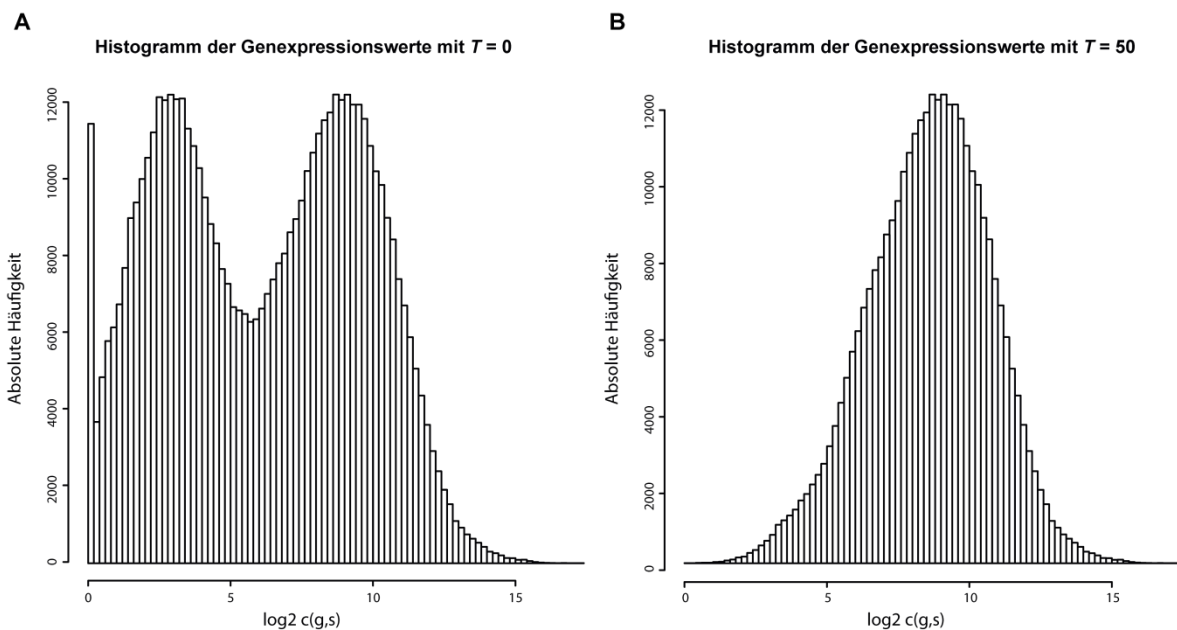 A
Histogramm der Genexpressionswerte mit T = 0
Absolute Häufigkeit
12000
10000
8000
6000
4000
2000
0
0 5 10 15
log2 c(g,s)
B
Histogramm der Genexpressionswerte mit T = 50
Absolute Häufigkeit
12000
10000
8000
6000
4000
2000
0
0 5 10 15
log2 c(g,s)